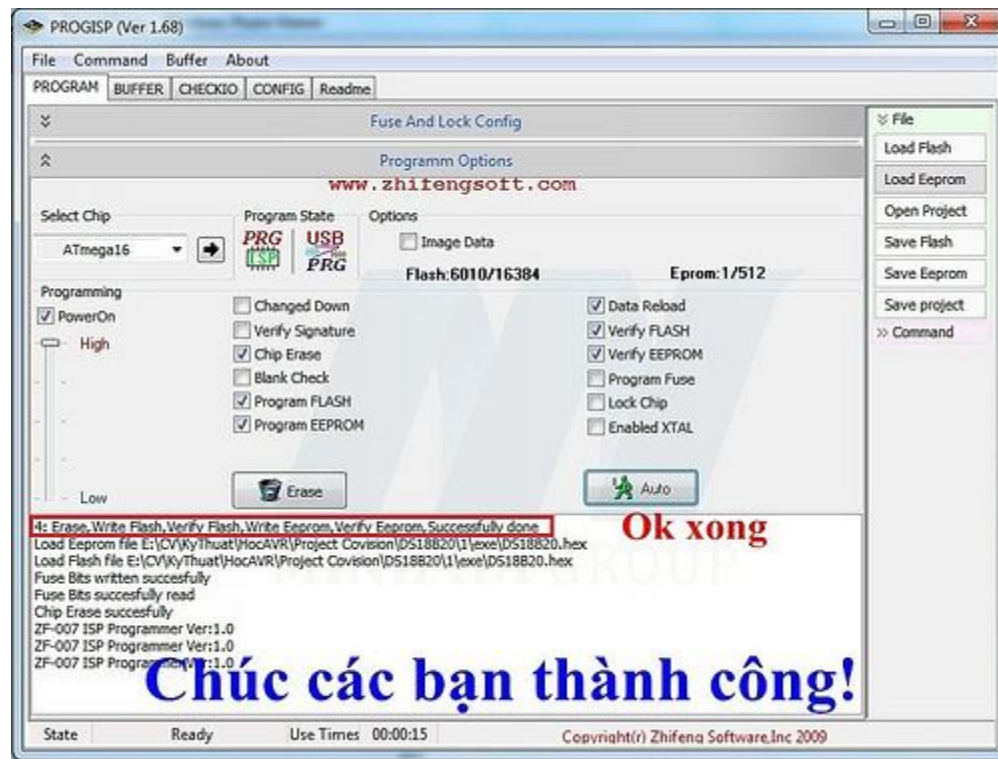 PROGISP (Ver 1.68)
File Command Buffer About
PROGRAM BUFFER CHECKIO CONFIG Readme
Fuse And Lock Config
Programm Options
www.zhifengsoft.com
Select Chip
Program State
Options
ATmega16
PRG
ISP
USB
PRG
Image Data
Flash:6010/16384
Eprom:1/512
Programming
PowerOn
High
Low
Changed Down
Verify Signature
Chip Erase
Blank Check
Program FLASH
Program EEPROM
Data Reload
Verify FLASH
Verify EEPROM
Program Fuse
Lock Chip
Enabled XTAL
Erase
Auto
File
Load Flash
Load Eeprom
Open Project
Save Flash
Save Eeprom
Save project
Command
4: Erase,Write Flash,Verify Flash,Write Eeprom,Verify Eeprom,Successfully done
Ok xong
Load Eeprom file E:\CV\KyThuat\HocAVR\Project Covision\DS18B20\1\exe\DS18B20.hex
Load Flash file E:\CV\KyThuat\HocAVR\Project Covision\DS18B20\1\exe\DS18B20.hex
Fuse Bits written succesfully
Fuse Bits succesfully read
Chip Erase succesfully
ZF-007 ISP Programmer Ver:1.0
ZF-007 ISP Programmer Ver:1.0
ZF-007 ISP Programmer Ver:1.0
Chúc các bạn thành công!
State Ready Use Times 00:00:15 Copyright(r) Zhifeng Software,Inc 2009